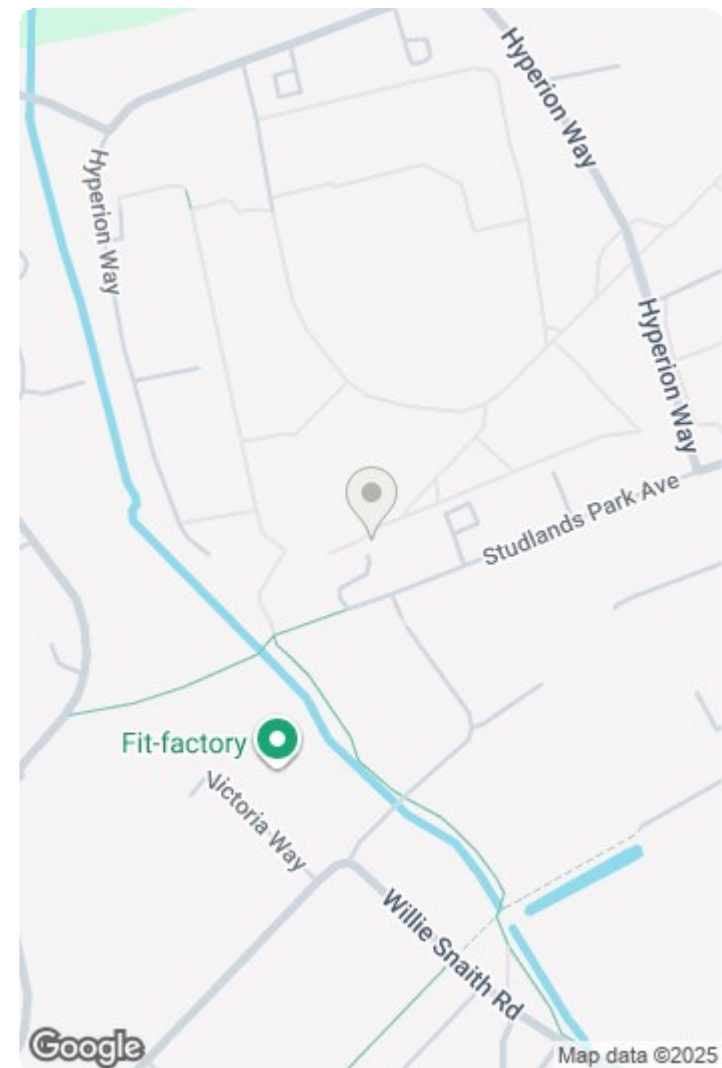 Hyperion Way
Hyperion Way
Hyperion Way
Studlands Park Ave
Fit-factory
Victoria Way
Willie Snaith Rd
Google
Map data ©2025